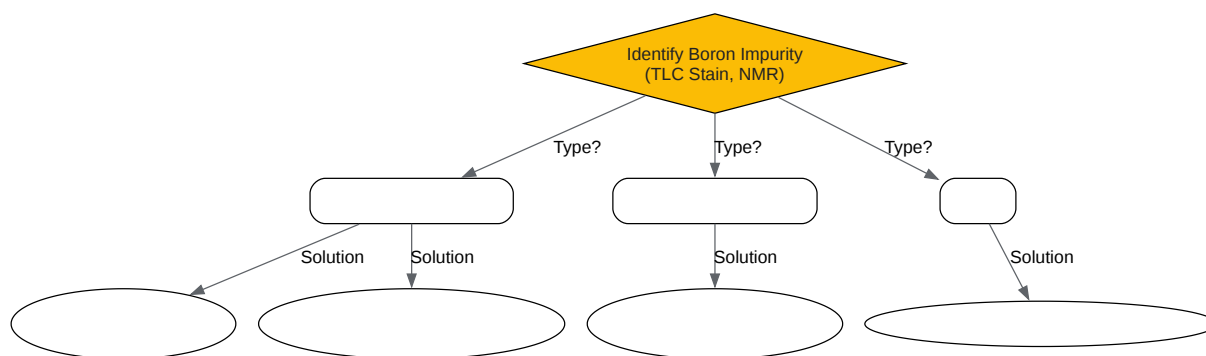 Identify Boron Impurity
(TLC Stain, NMR)
Type?
Type?
Type?
Solution
Solution
Solution
Solution